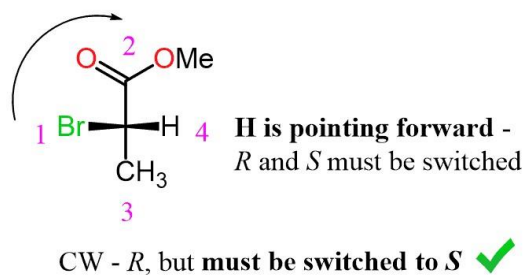 2
O OMe
1 Br H 4 H is pointing forward -
R and S must be switched
CH3
3
CW - R, but must be switched to S